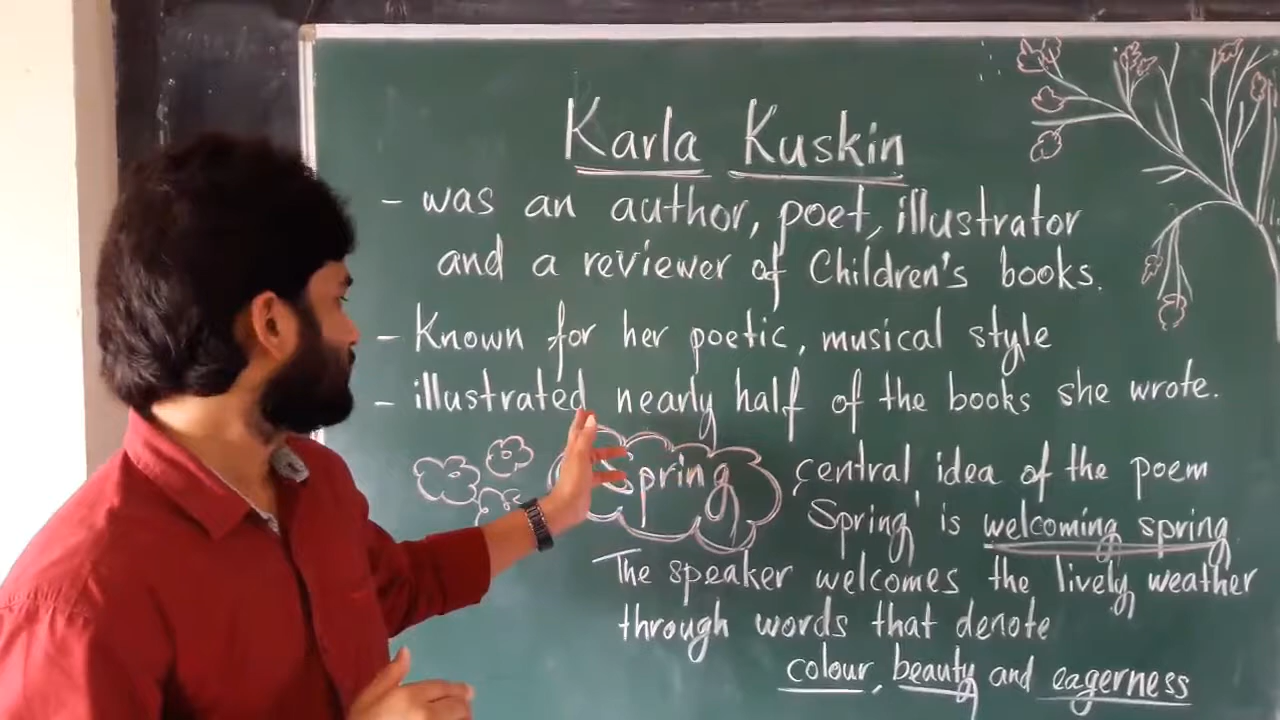 Karla Kuskin
- was an author, poet, illustrator
and a reviewer of Children's books.
- Known for her poetic, musical style
- illustrated nearly half of the books she wrote.
Spring
central idea of the poem
'Spring' is welcoming spring
The speaker welcomes the lively weather
through words that denote
colour, beauty and eagerness